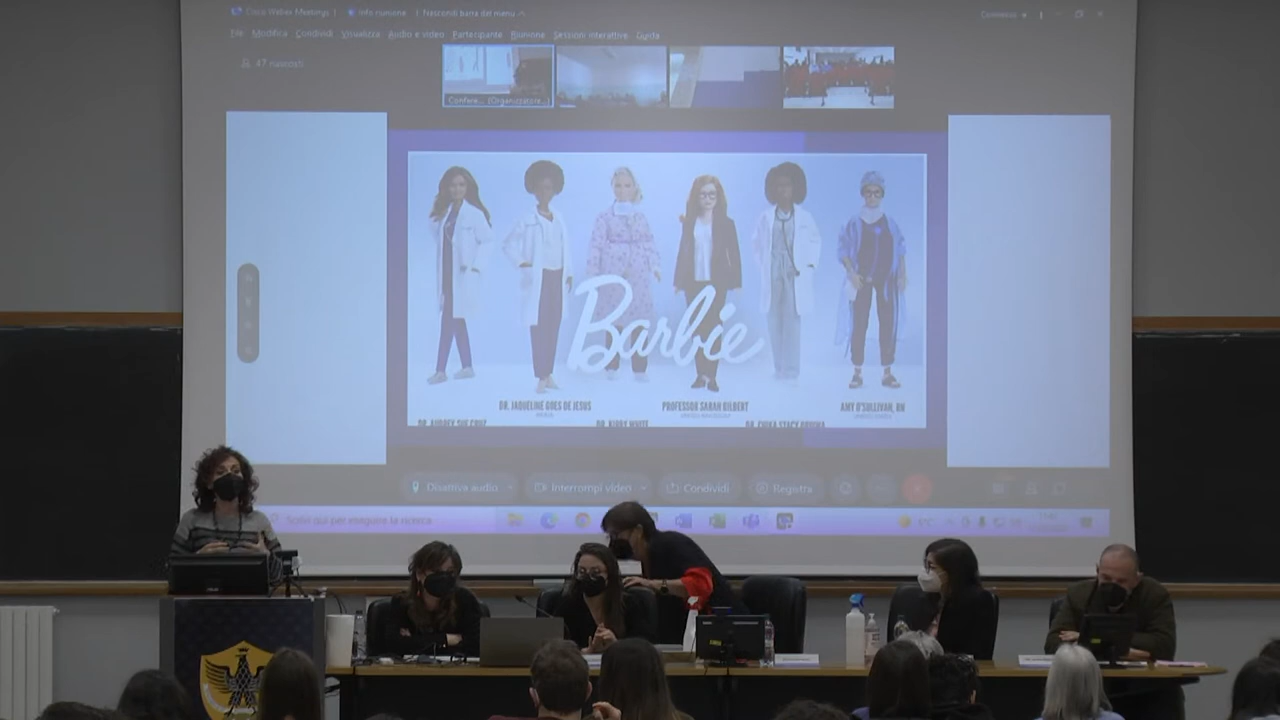 Cisco Webex Meetings | Info riunione | Nascondi barra del menu
Connesso
File Modifica Condividi Visualizza Audio e video Partecipante Riunione Sessioni interattive Guida
47 nascosti
Confere... (Organizzatore...)
Barbie
DR. JAQUELINE GOES DE JESUS
PROFESSOR SARAH GILBERT
AMY O'SULLIVAN, RN
DR. AUDREY SUE CRUZ
DR. KIRBY WHITE
DR. CHIKA STACY ORIUWA
Disattiva audio
Interrompi video
Condividi
Registra
Scrivi qui per eseguire la ricerca